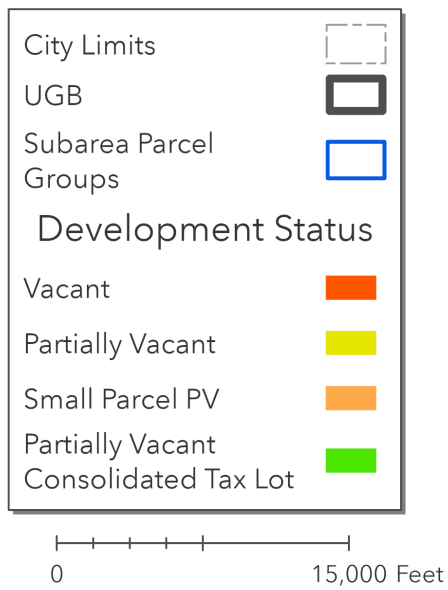 City Limits
UGB
Subarea Parcel
Groups
Development Status
Vacant
Partially Vacant
Small Parcel PV
Partially Vacant
Consolidated Tax Lot
0 15,000 Feet